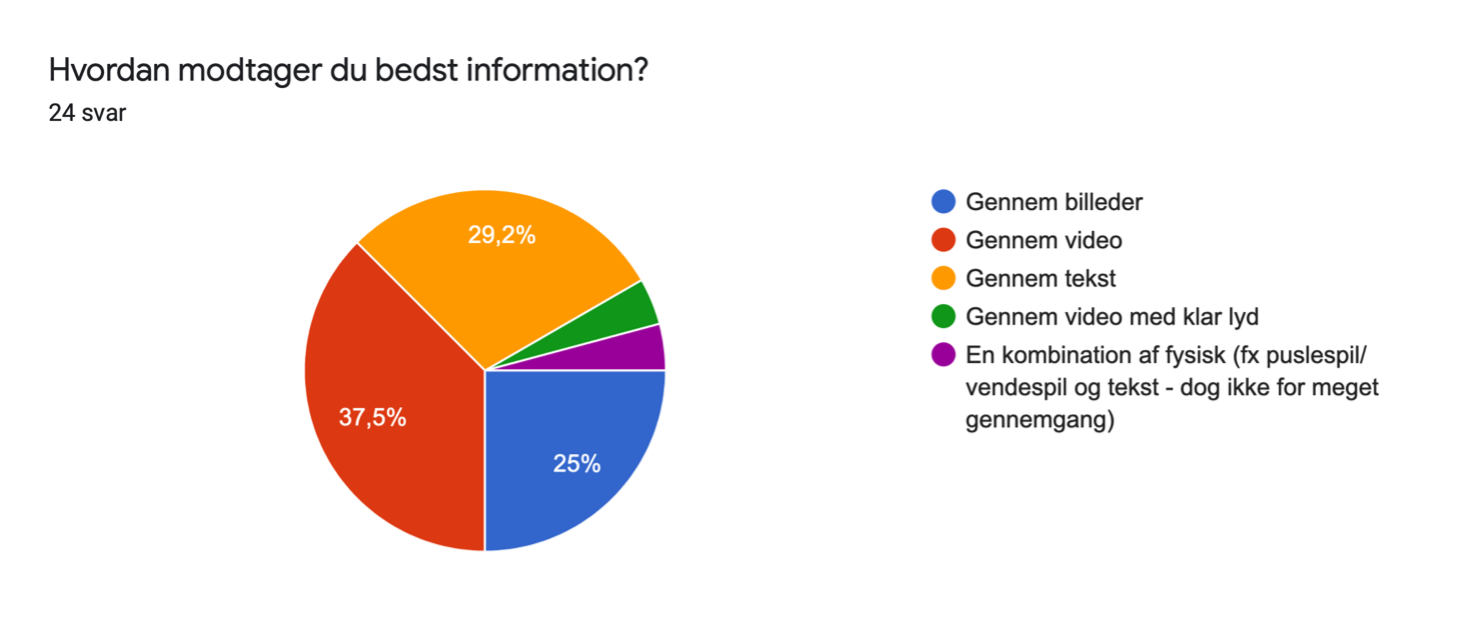 Hvordan modtager du bedst information?
24 svar
29,2%
37,5%
25%
Gennem billeder
Gennem video
Gennem tekst
Gennem video med klar lyd
En kombination af fysisk (fx puslespil/
vendespil og tekst - dog ikke for meget
gennemgang)